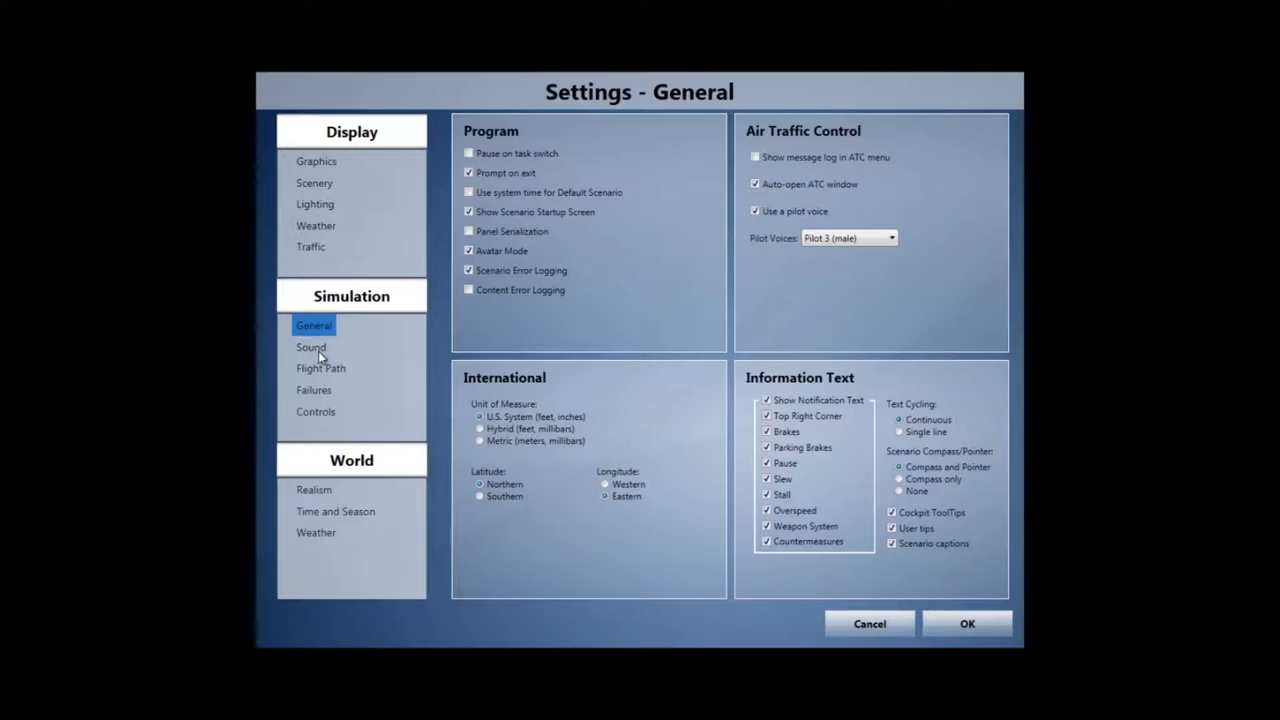 Settings - General
Display
Graphics
Scenery
Lighting
Weather
Traffic
Simulation
General
Sound
Flight Path
Failures
Controls
World
Realism
Time and Season
Weather
Program
Pause on task switch
Prompt on exit
Use system time for Default Scenario
Show Scenario Startup Screen
Panel Serialization
Avatar Mode
Scenario Error Logging
Content Error Logging
Air Traffic Control
Show message log in ATC menu
Auto-open ATC window
Use a pilot voice
Pilot Voices: Pilot 3 (male)
International
Unit of Measure:
U.S. System (feet, inches)
Hybrid (feet, millibars)
Metric (meters, millibars)
Latitude: Longitude:
Northern Western
Southern Eastern
Information Text
Show Notification Text
Top Right Corner
Brakes
Parking Brakes
Pause
Slew
Stall
Overspeed
Weapon System
Countermeasures
Text Cycling:
Continuous
Single line
Scenario Compass/Pointer:
Compass and Pointer
Compass only
None
Cockpit ToolTips
User tips
Scenario captions
Cancel OK